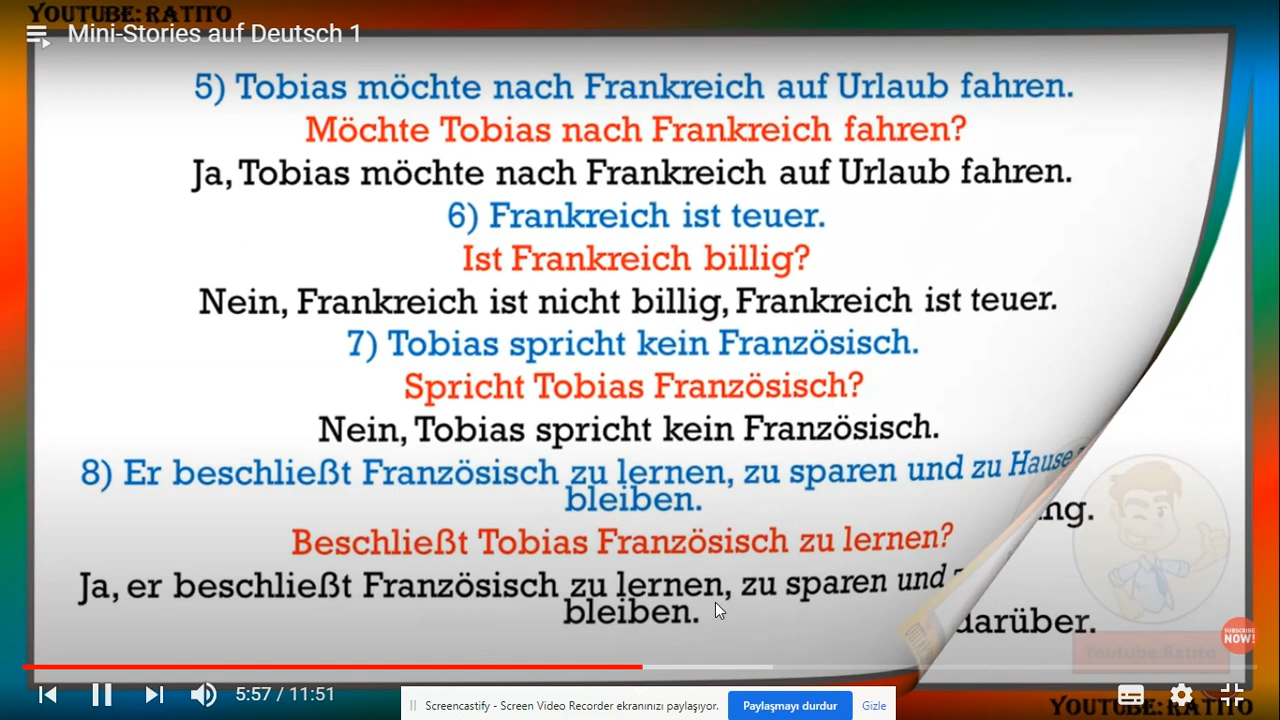 YOUTUBE: RATITO
Mini-Stories auf Deutsch 1
5) Tobias möchte nach Frankreich auf Urlaub fahren.
Möchte Tobias nach Frankreich fahren?
Ja, Tobias möchte nach Frankreich auf Urlaub fahren.
6) Frankreich ist teuer.
Ist Frankreich billig?
Nein, Frankreich ist nicht billig, Frankreich ist teuer.
7) Tobias spricht kein Französisch.
Spricht Tobias Französisch?
Nein, Tobias spricht kein Französisch.
8) Er beschließt Französisch zu lernen, zu sparen und zu Hause
bleiben.
Beschließt Tobias Französisch zu lernen?
Ja, er beschließt Französisch zu lernen, zu sparen und
bleiben.
darüber.
SUBSCRIBE
NOW!
Youtube: Ratito
5:57 / 11:51
Screencastify - Screen Video Recorder ekranınızı paylaşıyor.
Paylaşmayı durdur
Gizle
YOUTUBE: RATITO